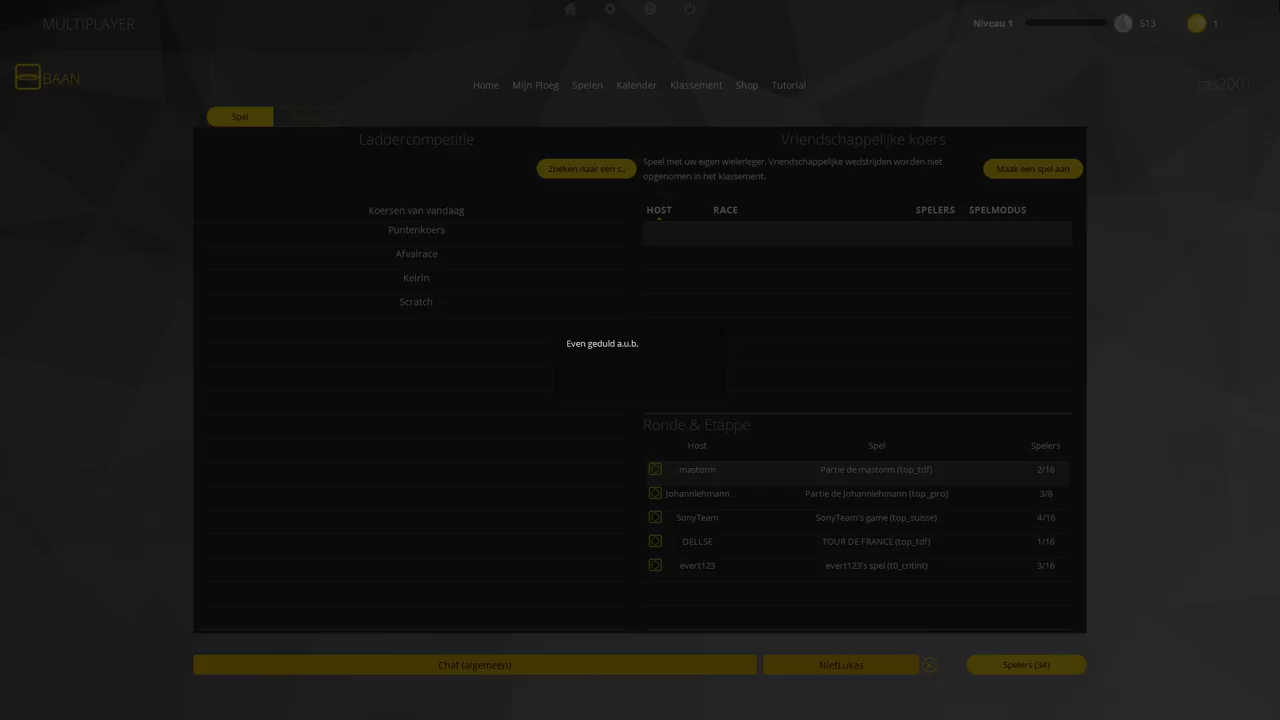 MULTIPLAYER
Niveau 1
513
1
BAAN
Home Mijn Ploeg Spelen Kalender Klassement Shop Tutorial
cas2001
Spel
Laddercompetitie
Zoeken naar een s..
Koersen van vandaag
Puntenkoers
Afvalrace
Keirin
Scratch
Vriendschappelijke koers
Speel met uw eigen wielerleger. Vriendschappelijke wedstrijden worden niet
opgenomen in het klassement.
Maak een spel aan
HOST RACE SPELERS SPELMODUS
Even geduld a.u.b.
Ronde & Etappe
Host Spel Spelers
mastorm Partie de mastorm (top_tdf) 2/16
Johannlehmann Partie de Johannlehmann (top_giro) 3/8
SonyTeam SonyTeam's game (top_suisse) 4/16
DELLSE TOUR DE FRANCE (top_tdf) 1/16
evert123 evert123's spel (t0_critint) 3/16
Chat (algemeen) NietLukas Spelers (34)